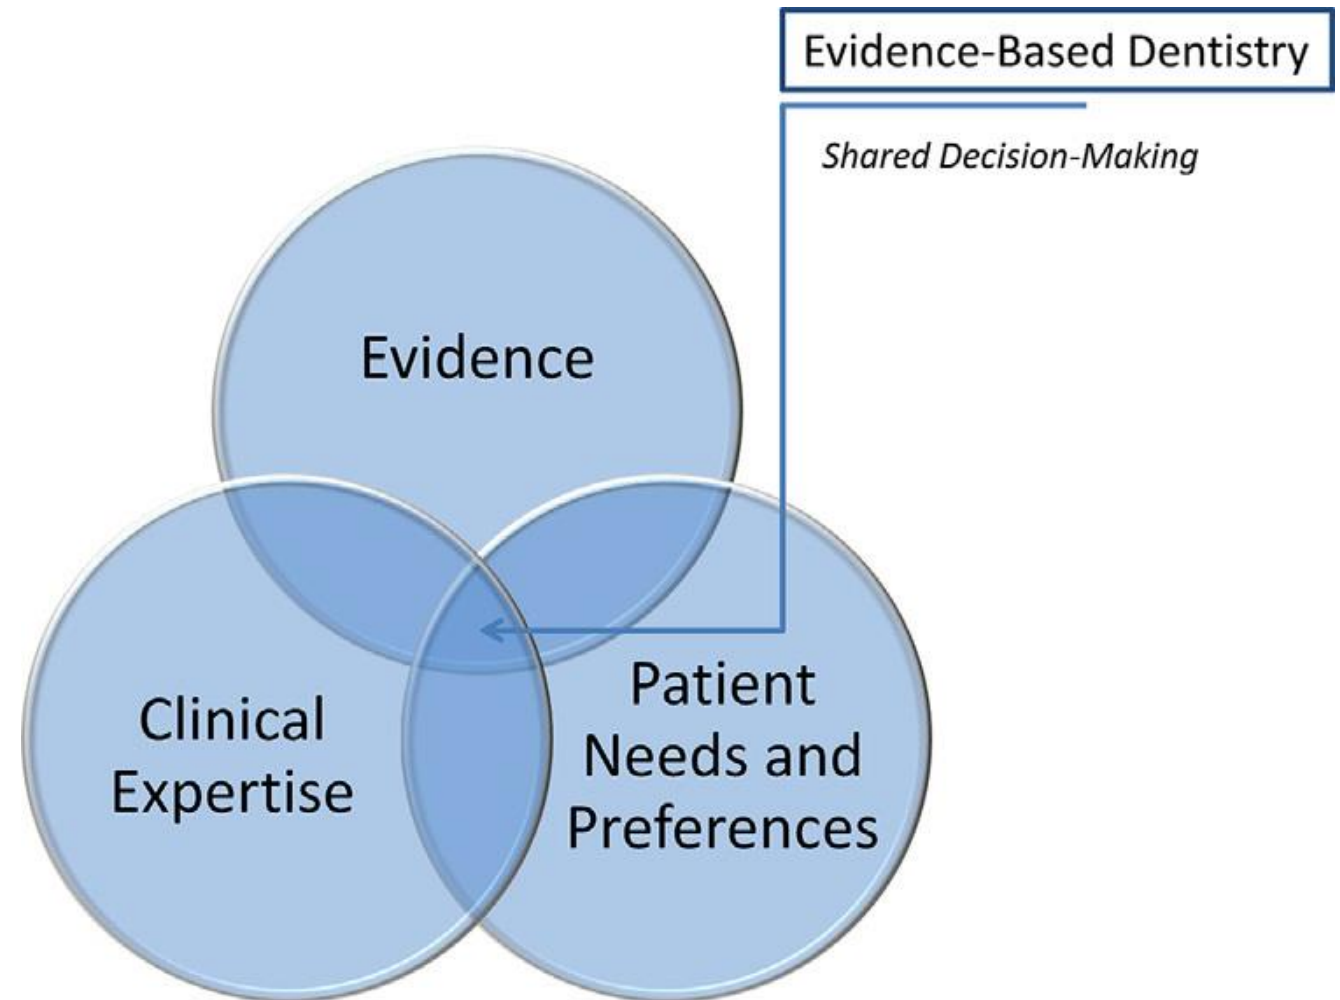 Evidence-Based Dentistry
Shared Decision-Making
Evidence
Clinical
Expertise
Patient
Needs and
Preferences